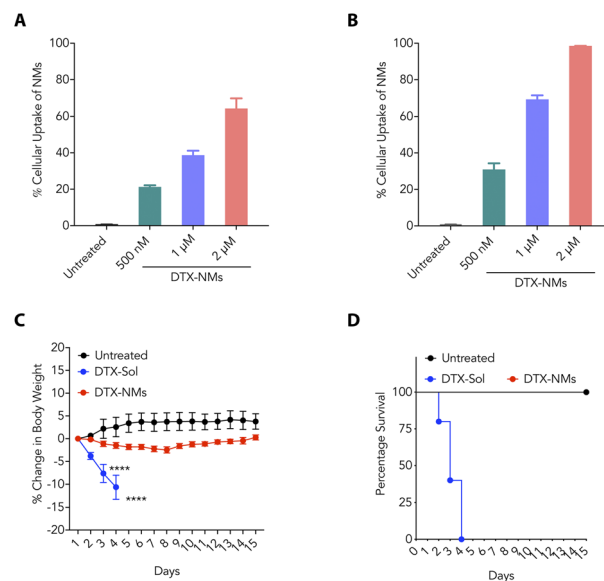 A
% Cellular Uptake of NMs
100
80
60
40
20
0
Untreated
500 nM
1 μM
2 μM
DTX-NMs
B
% Cellular Uptake of NMs
100
80
60
40
20
0
Untreated
500 nM
1 μM
2 μM
DTX-NMs
C
% Change in Body Weight
20
15
10
5
0
-5
-10
-15
-20
Untreated
DTX-Sol
DTX-NMs
****
****
1 2 3 4 5 6 7 8 9 10 11 12 13 14 15
Days
D
Percentage Survival
Untreated
DTX-Sol DTX-NMs
100
75
50
25
0
0 1 2 3 4 5 6 7 8 9 10 11 12 13 14 15
Days